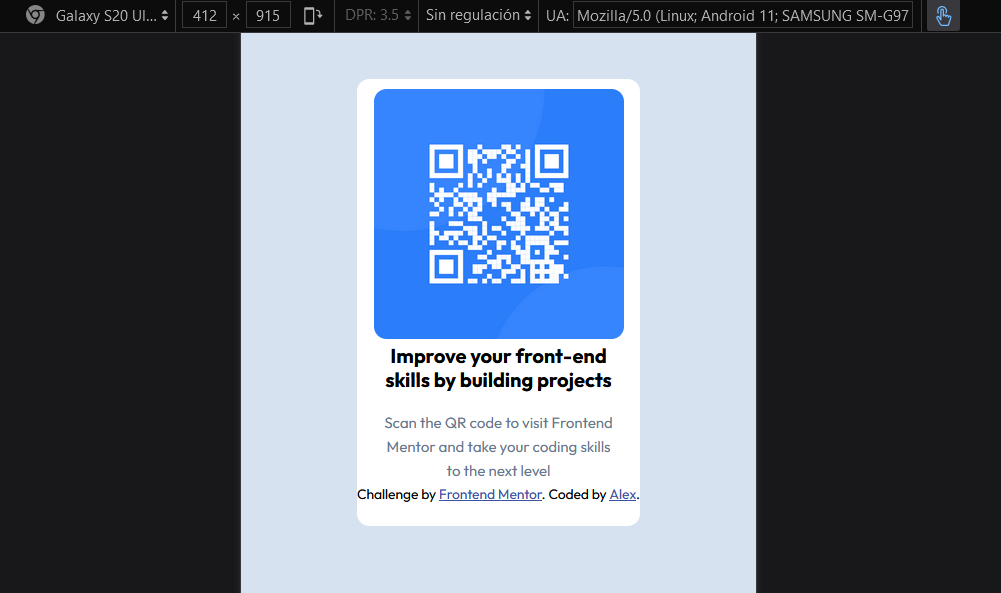 Galaxy S20 Ul... 412 × 915 DPR: 3.5 Sin regulación UA: Mozilla/5.0 (Linux; Android 11; SAMSUNG SM-G97
Improve your front-end
skills by building projects
Scan the QR code to visit Frontend
Mentor and take your coding skills
to the next level
Challenge by Frontend Mentor. Coded by Alex.